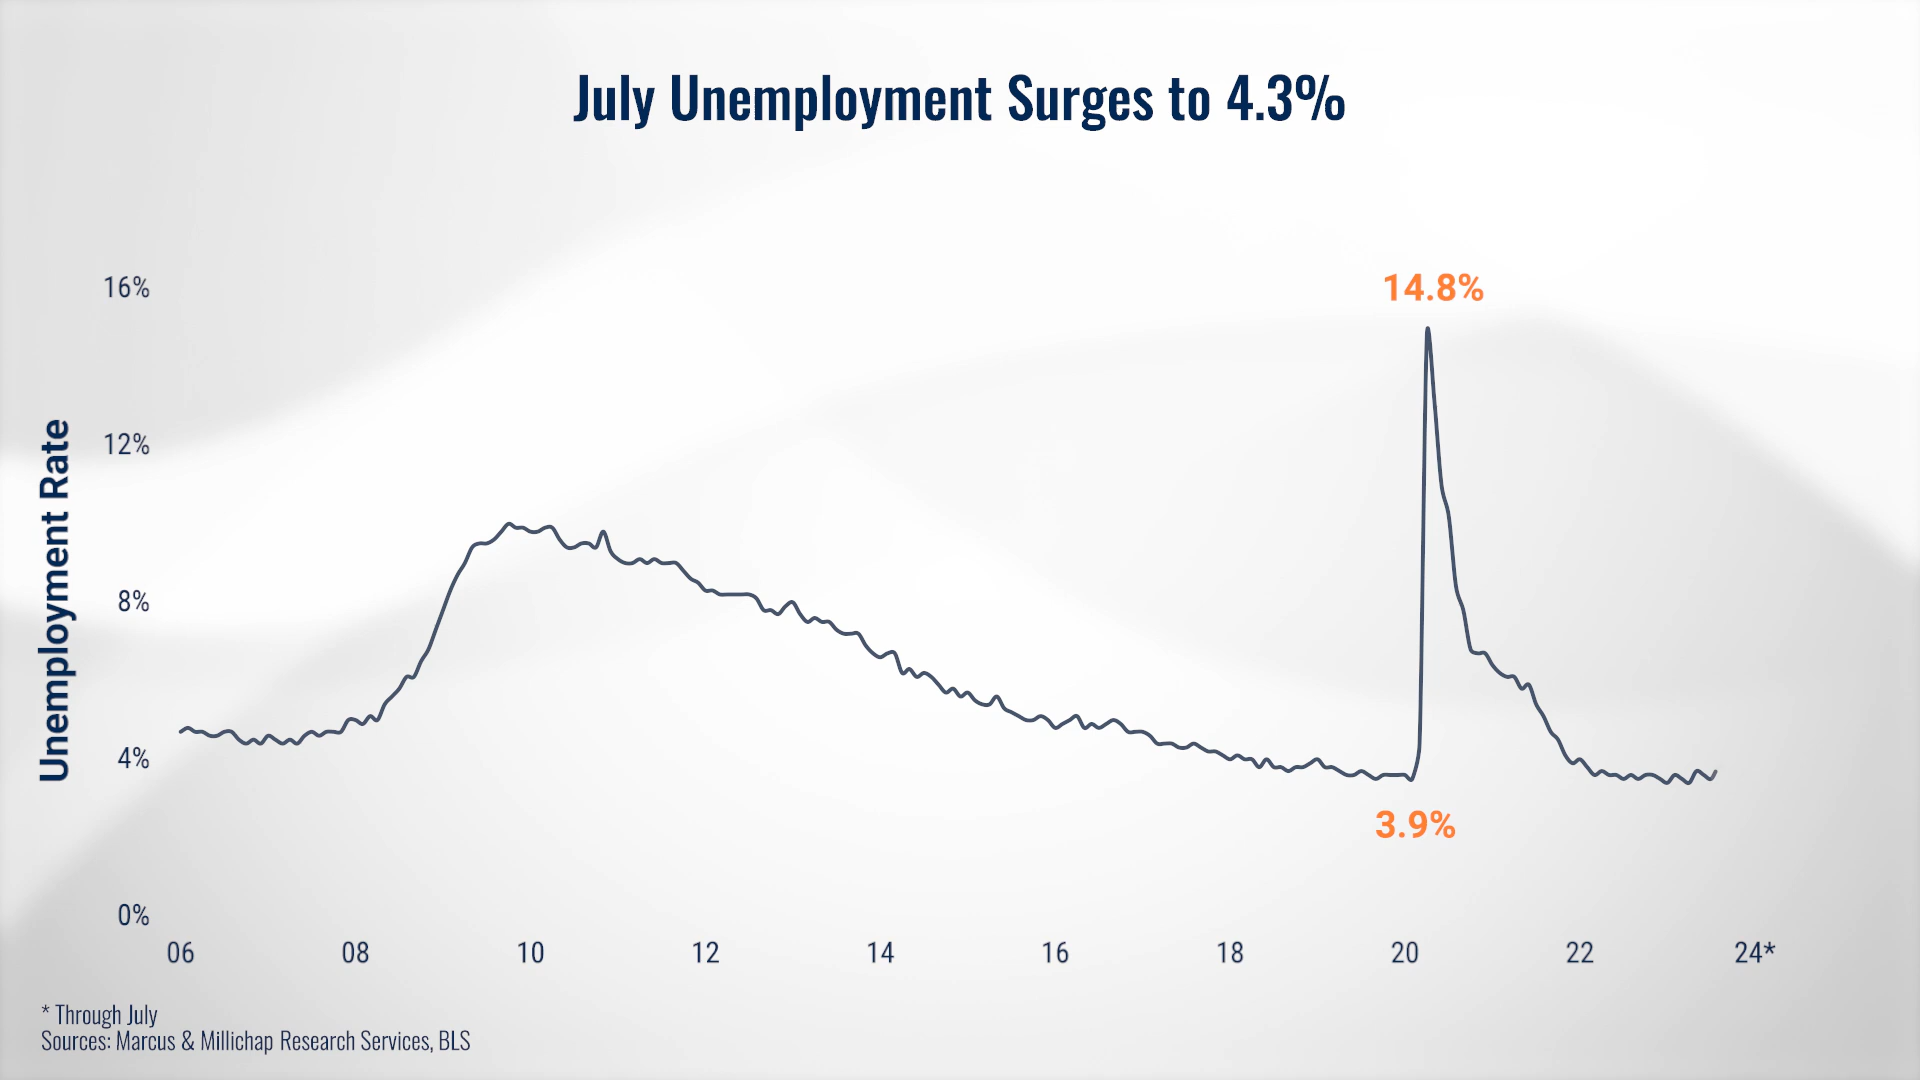 July Unemployment Surges to 4.3%
Unemployment Rate
16%
12%
8%
4%
0%
14.8%
3.9%
06 08 10 12 14 16 18 20 22 24*
* Through July
Sources: Marcus & Millichap Research Services, BLS